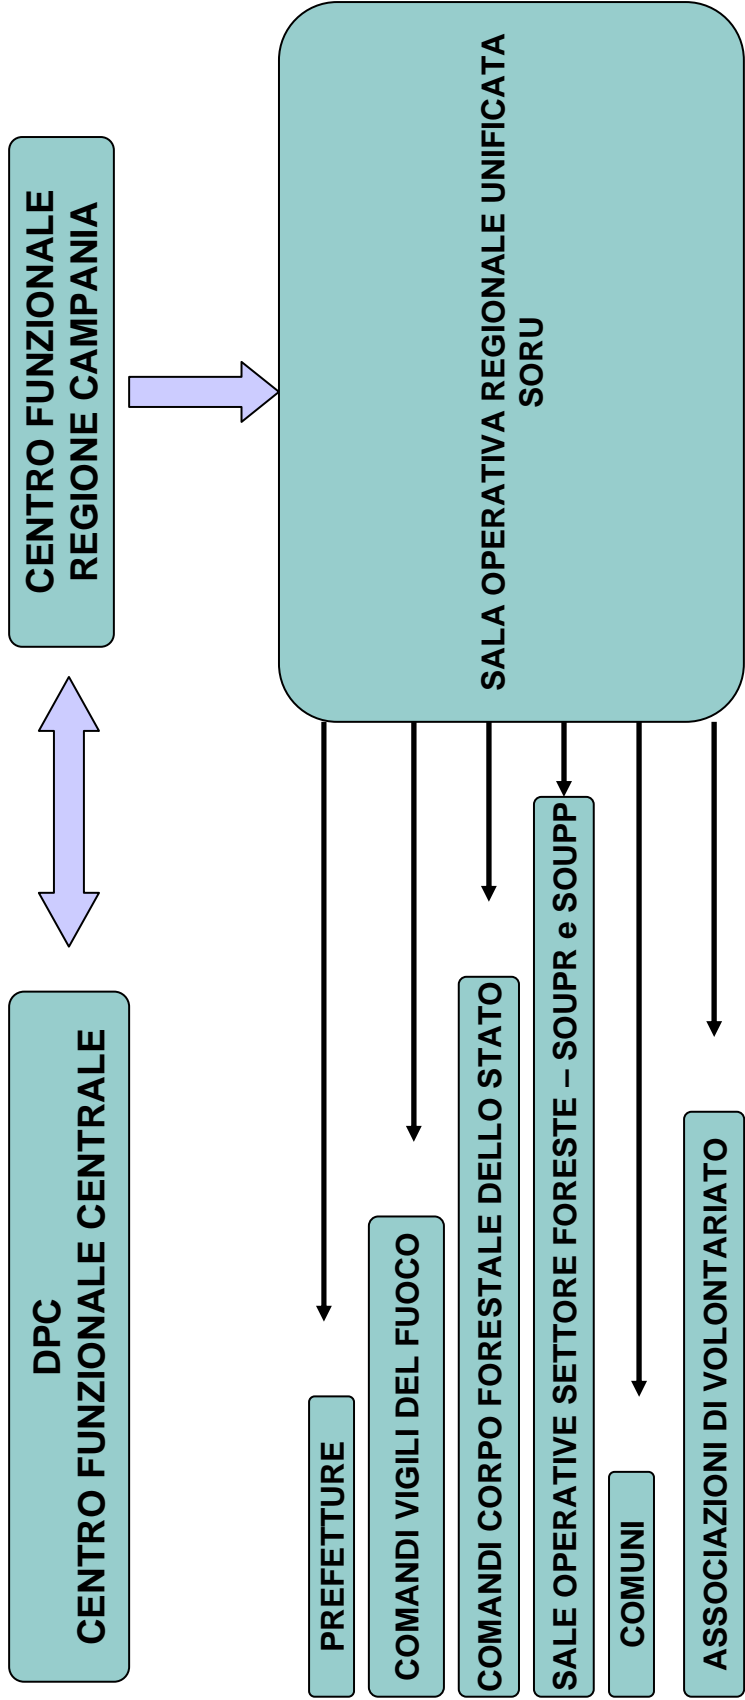 DPC
CENTRO FUNZIONALE CENTRALE
CENTRO FUNZIONALE
REGIONE CAMPANIA
PREFETTURE
COMANDI VIGILI DEL FUOCO
COMANDI CORPO FORESTALE DELLO STATO
SALE OPERATIVE SETTORE FORESTE – SOUPR e SOUPP
COMUNI
ASSOCIAZIONI DI VOLONTARIATO
SALA OPERATIVA REGIONALE UNIFICATA
SORU